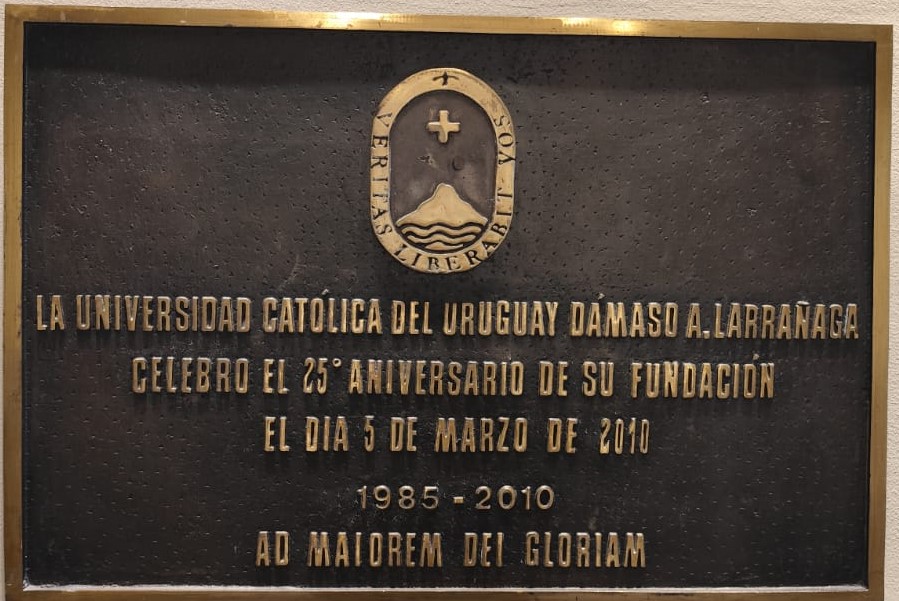 VERITAS LIBERABIT VOS
LA UNIVERSIDAD CATÓLICA DEL URUGUAY DÁMASO A. LARRAÑAGA
CELEBRO EL 25° ANIVERSARIO DE SU FUNDACIÓN
EL DIA 5 DE MARZO DE 2010
1985 - 2010
AD MAIOREM DEI GLORIAM